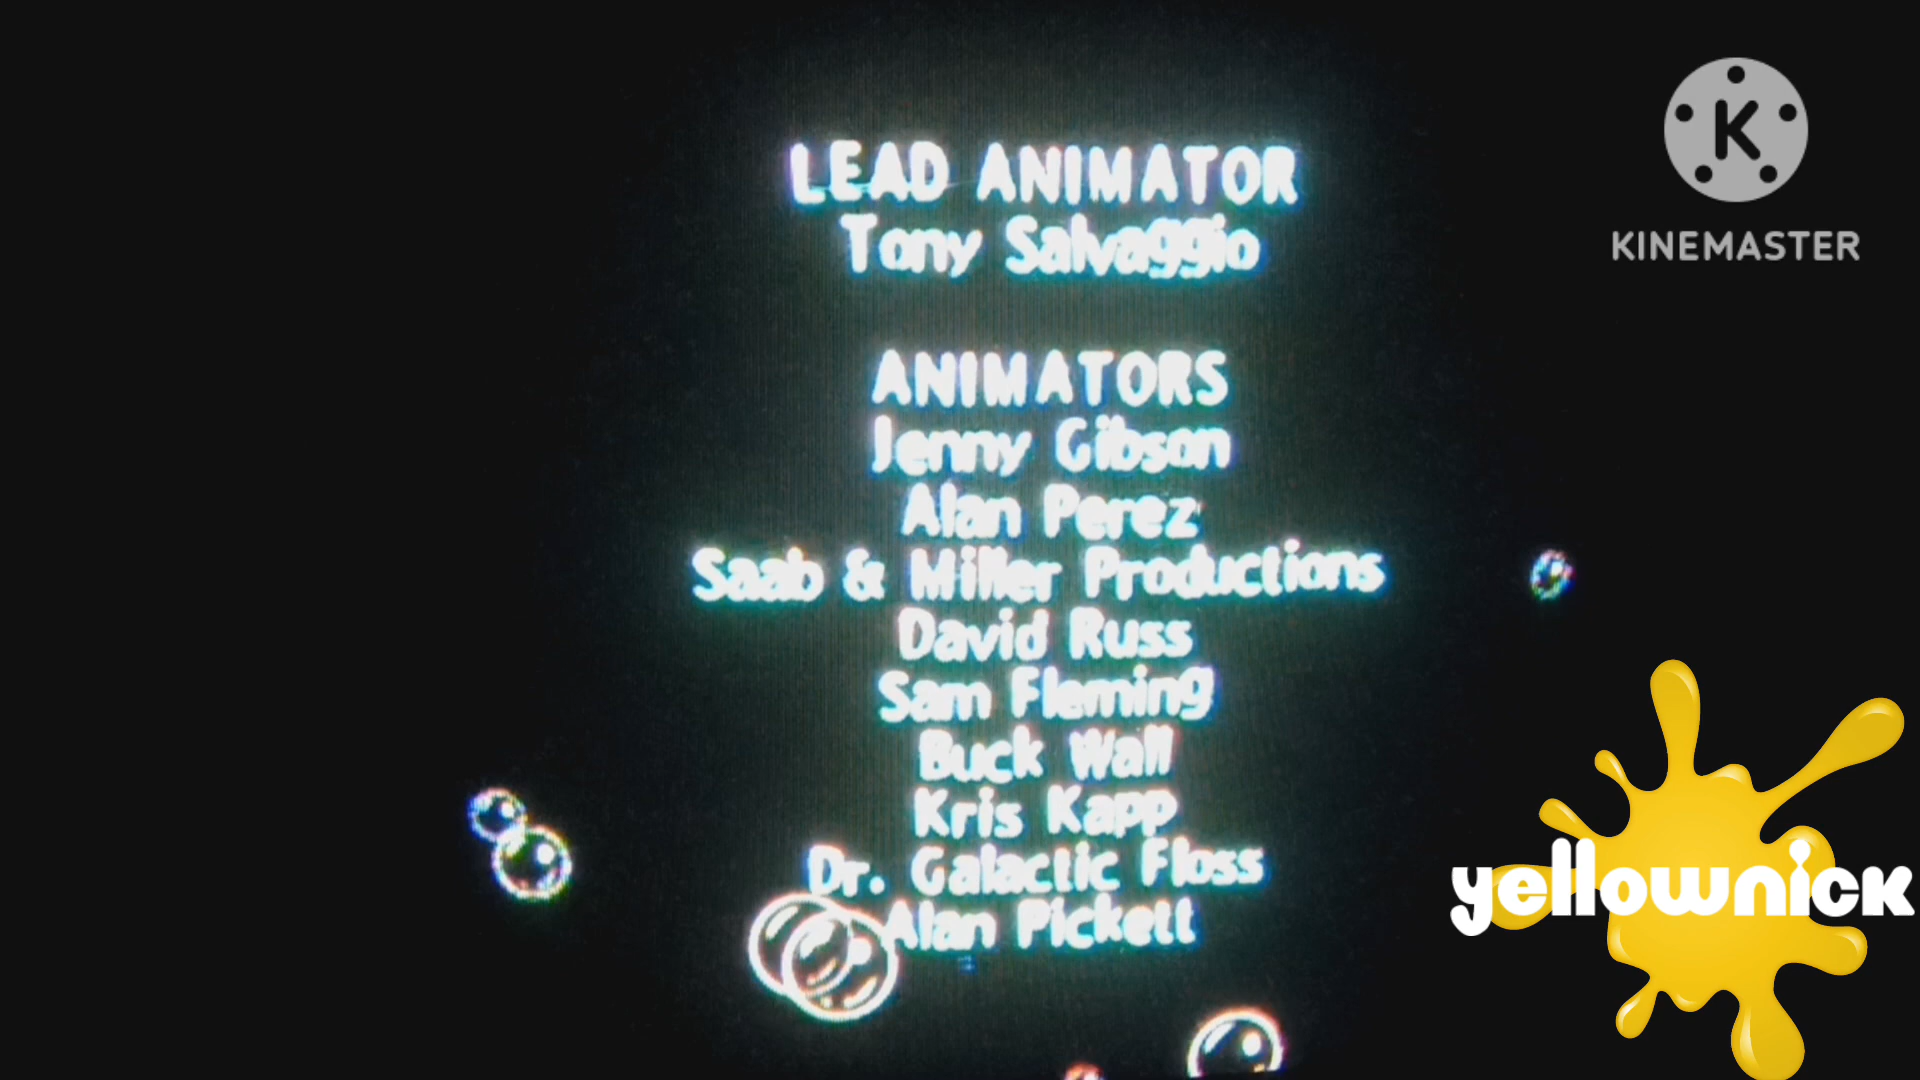 LEAD ANIMATOR
Tony Salvaggio
ANIMATORS
Jenny Gibson
Alan Perez
Saab & Miller Productions
David Russ
Sam Fleming
Buck Wall
Kris Kapp
Dr. Galactic Floss
Alan Pickett
K
KINEMASTER
yellownick